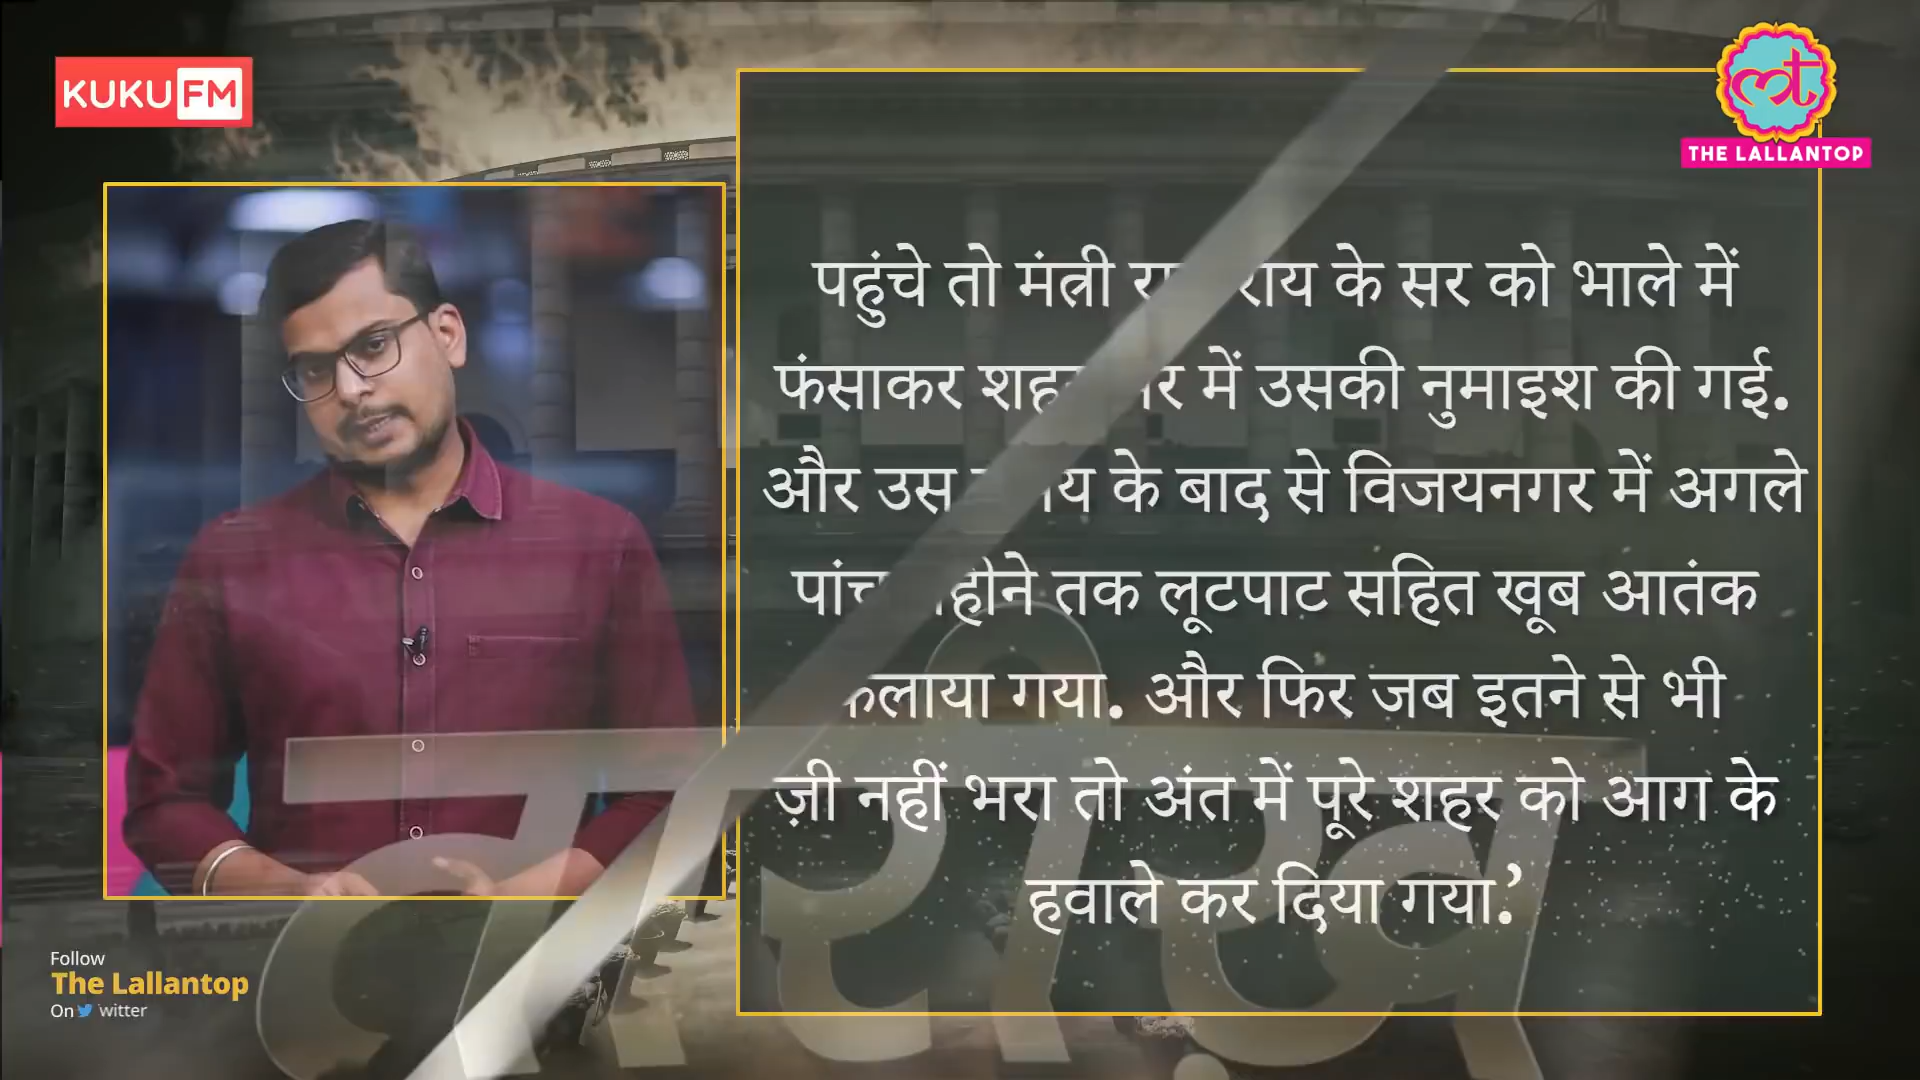 KUKU FM
THE LALLANTOP
पहुंचे तो मंत्री के सर को भाले में
फंसाकर में उसकी नुमाइश की गई.
और उस के बाद से विजयनगर में अगले
तक लूटपाट सहित खूब आतंक
गया. और फिर जब इतने से भी
ज़ी नहीं भरा तो अंत में पूरे शहर को आग के
हवाले कर दिया गया.’
तारीख
Follow
The Lallantop
On witter